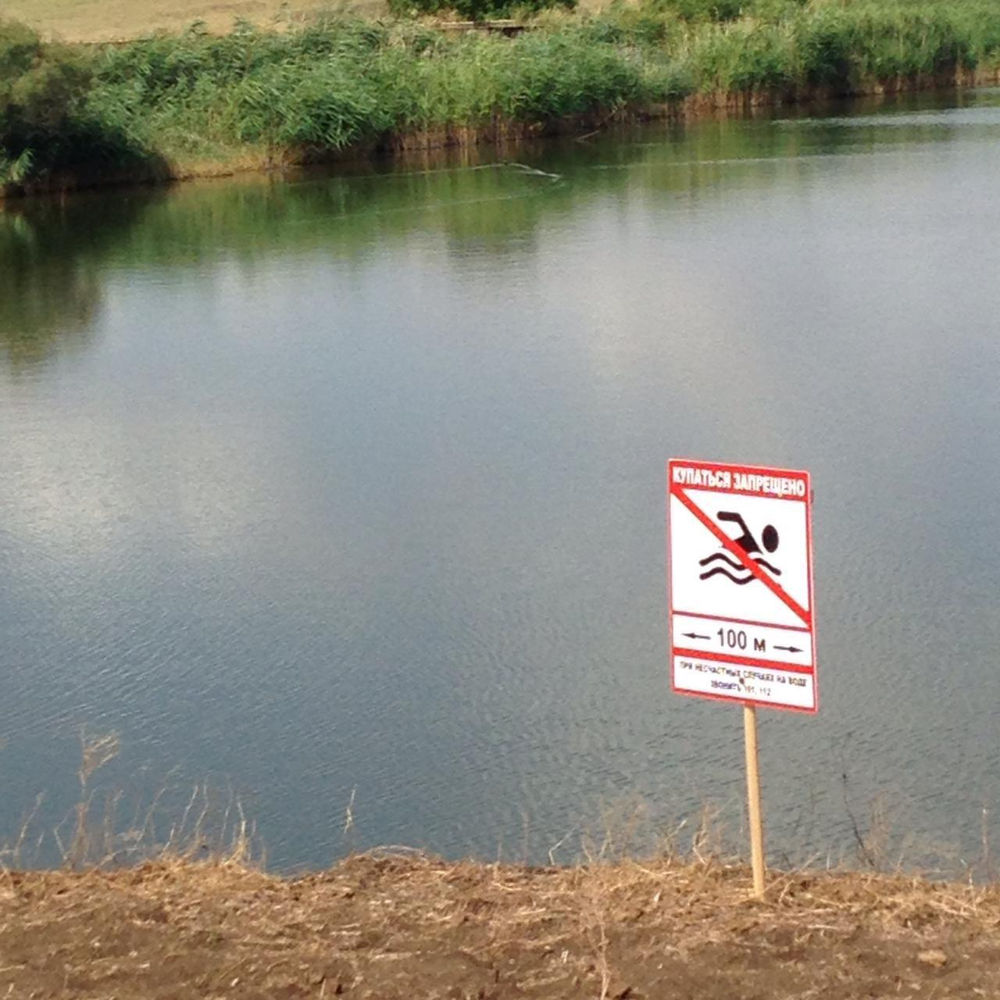 КУПАТЬСЯ ЗАПРЕЩЕНО
100 м
ПРИ НЕСЧАСТНЫХ СЛУЧАЯХ НА ВОДЕ
ЗВОНИТЬ 101, 112